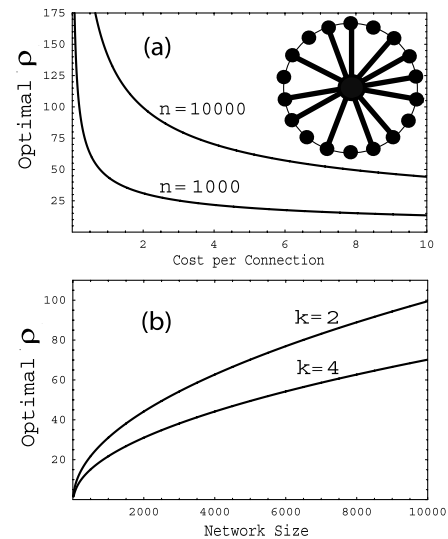 175
150
125
100
75
50
25
Optimal ρ
(a)
n=10000
n=1000
2
4
6
8
10
Cost per Connection
100
80
60
40
20
Optimal ρ
(b)
k=2
k=4
2000
4000
6000
8000
10000
Network Size